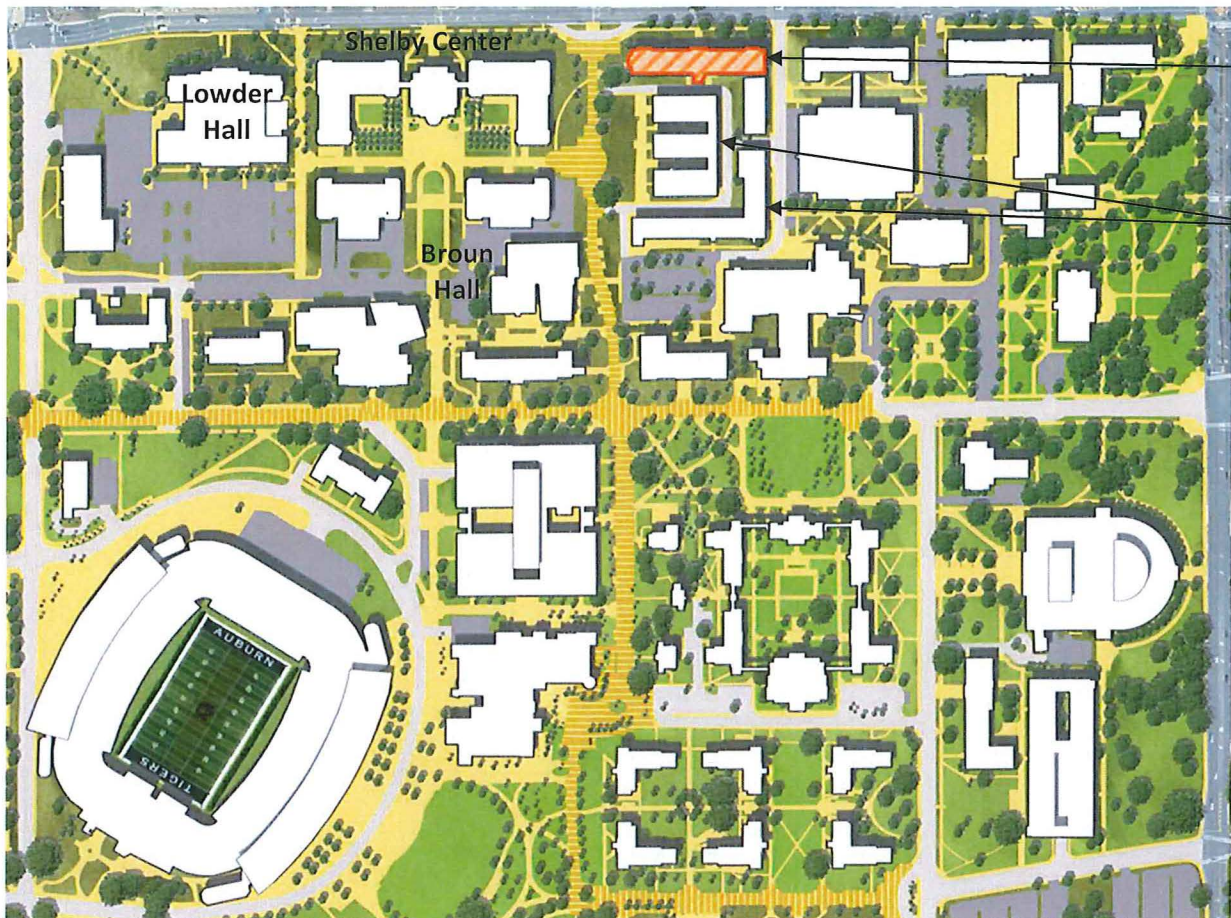 Shelby Center
Lowder
Hall
Broun
Hall
AUBURN
TIGERS